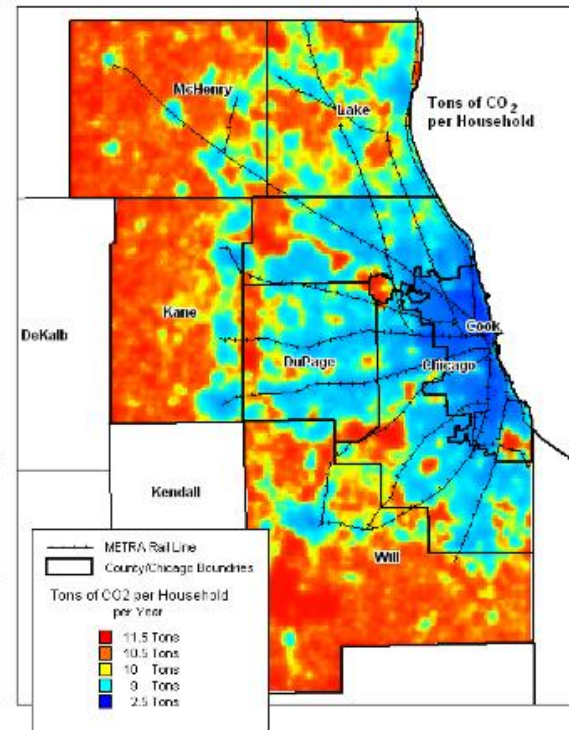 McHenry
Lake
Tons of CO2
per Household
Kane
Cook
DeKalb
DuPage
Chicago
Kendall
METRA Rail Line
County/Chicago Boundries
Will
Tons of CO2 per Household
per Year
11.5 Tons
10.5 Tons
10 Tons
9 Tons
2.5 Tons